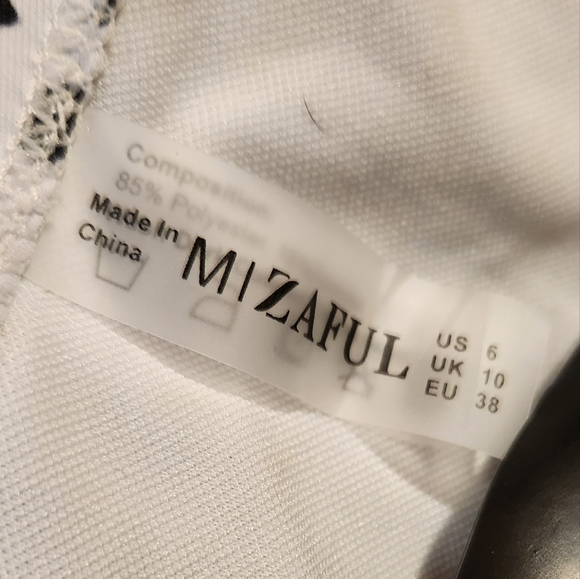 Composition
85% Polyester
Made In
China
MIZAFUL
US 6
UK 10
EU 38